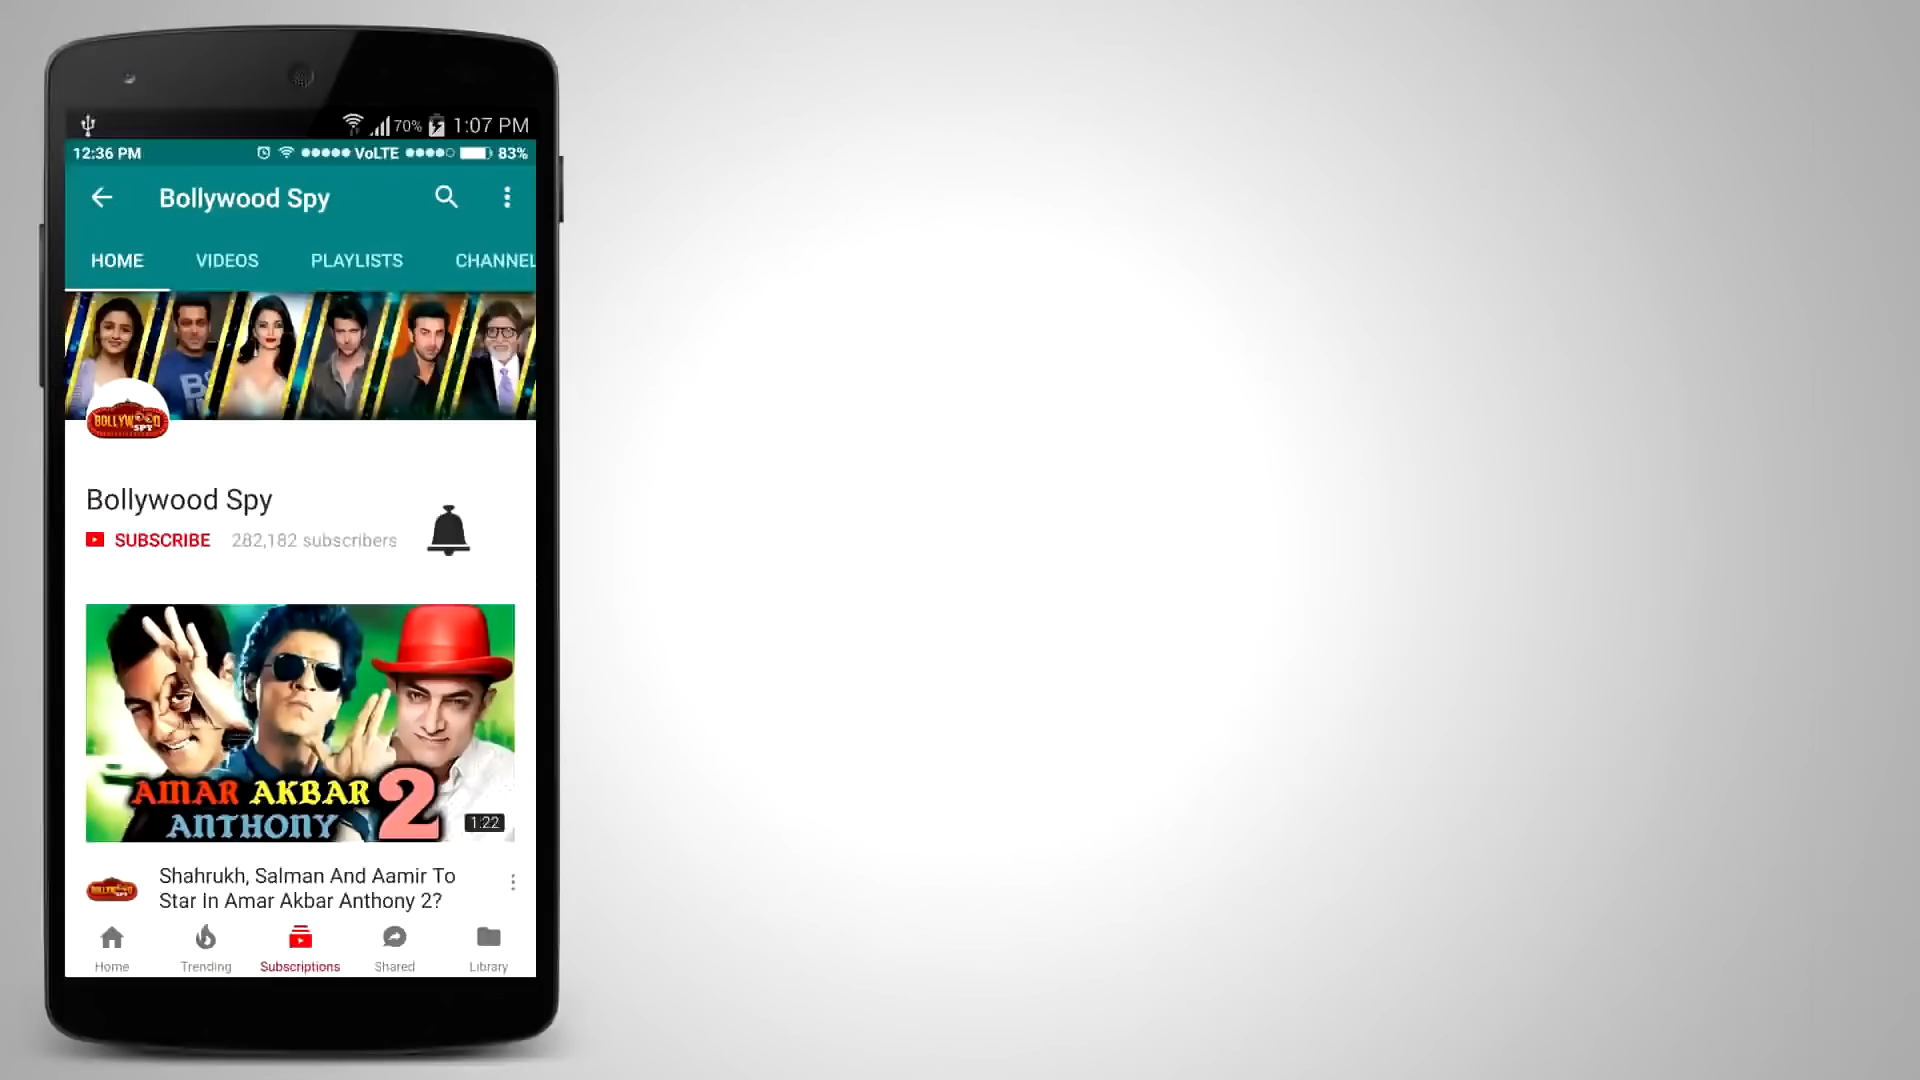 70% 1:07 PM
12:36 PM VoLTE 83%
Bollywood Spy
HOME VIDEOS PLAYLISTS CHANNEL
BOLLYWOOD
SPY
Bollywood Spy
SUBSCRIBE 282,182 subscribers
AMAR AKBAR 2
ANTHONY
1:22
Shahrukh, Salman And Aamir To
Star In Amar Akbar Anthony 2?
Home Trending Subscriptions Shared Library